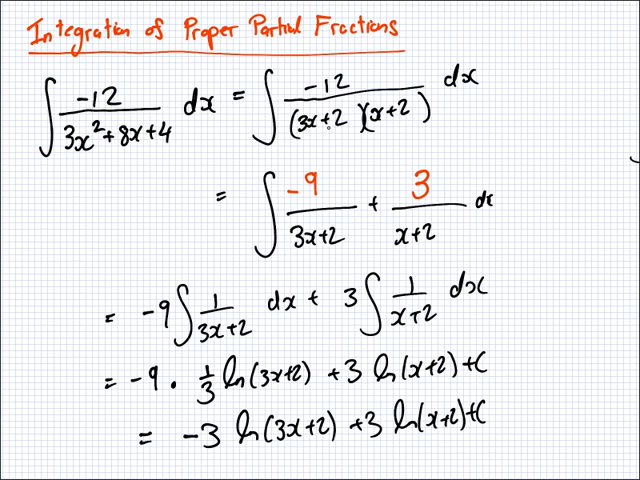 Integration of Proper Partial Fractions
∫ -12/(3x²+8x+4) dx = ∫ -12/((3x+2)(x+2)) dx
= ∫ -9/(3x+2) + 3/(x+2) dx
= -9 ∫ 1/(3x+2) dx + 3 ∫ 1/(x+2) dx
= -9 · 1/3 ln(3x+2) + 3 ln(x+2) + C
= -3 ln(3x+2) + 3 ln(x+2) + C